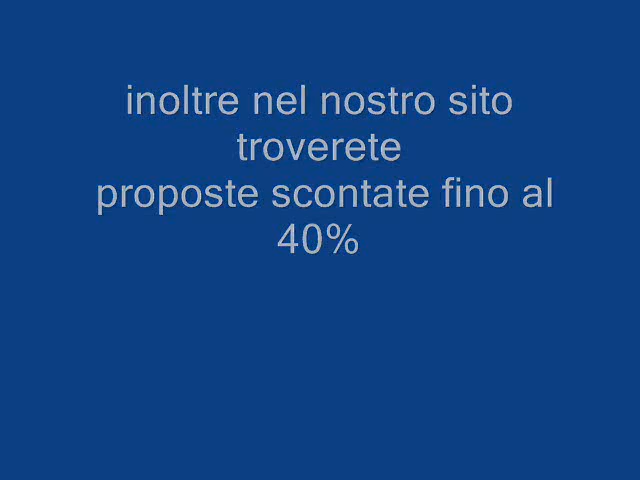 inoltre nel nostro sito
troverete
proposte scontate fino al
40%